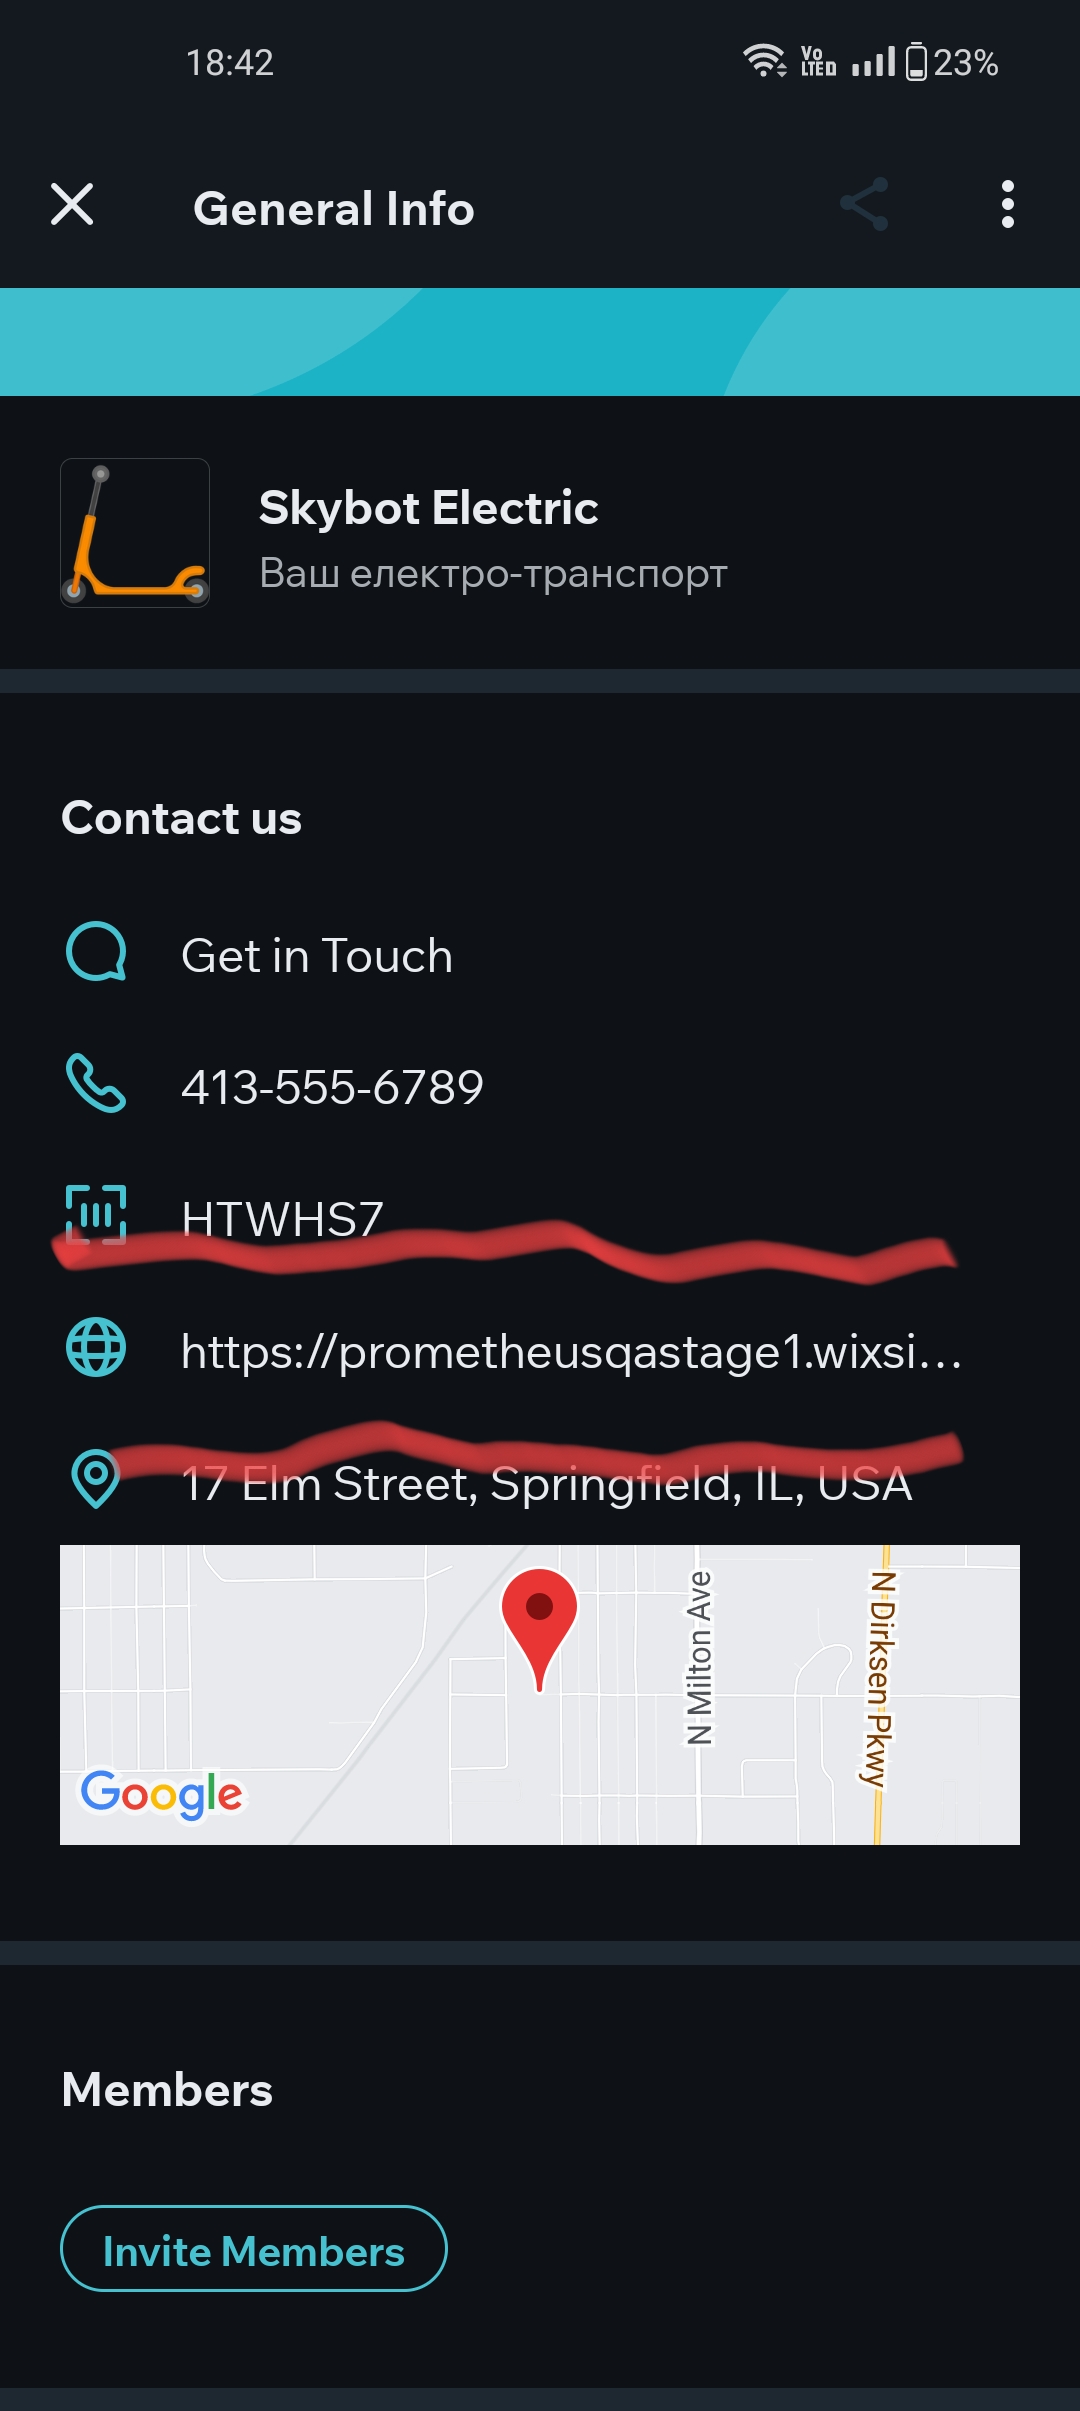 18:42
Vo LTED
23%
General Info
Skybot Electric
Ваш електро-транспорт
Contact us
Get in Touch
413-555-6789
HTWHS7
https://prometheusqastage1.wixsi...
17 Elm Street, Springfield, IL, USA
N Milton Ave
N Dirksen Pkwy
Google
Members
Invite Members